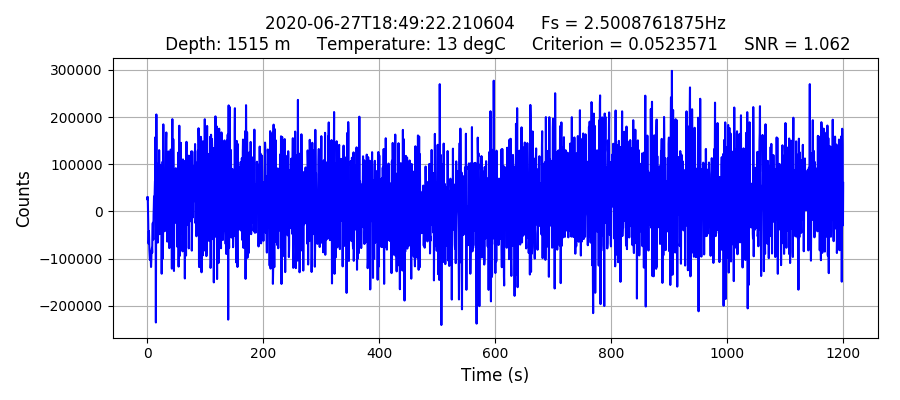 2020-06-27T18:49:22.210604 Fs = 2.5008761875Hz
Depth: 1515 m Temperature: 13 degC Criterion = 0.0523571 SNR = 1.062
300000
200000
100000
0
−100000
−200000
Counts
0 200 400 600 800 1000 1200
Time (s)